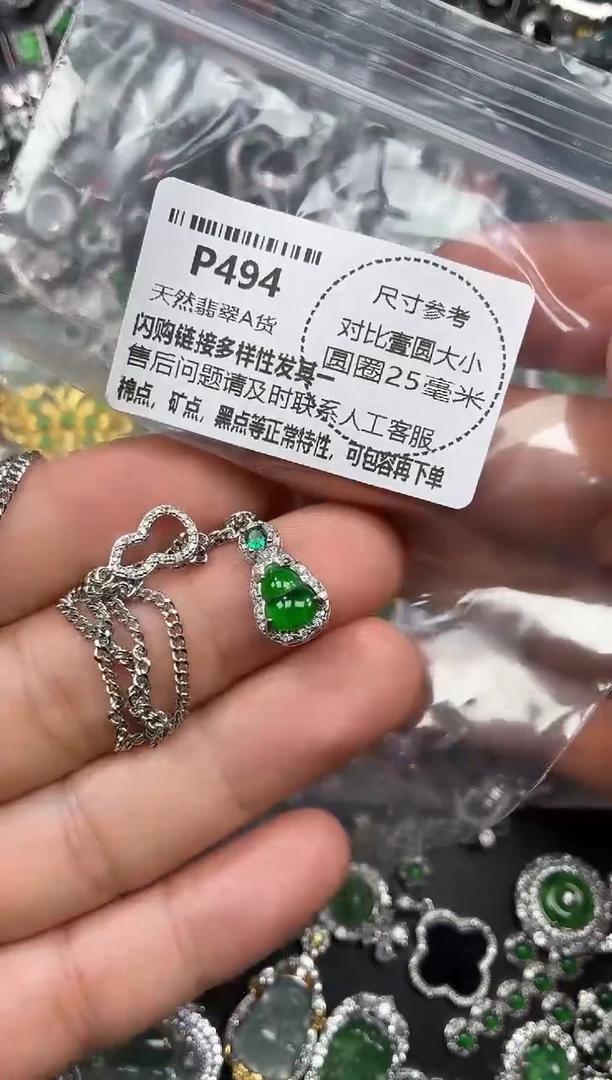 P494
天然翡翠A货
闪购链接多样性发其一
售后问题请及时联系人工客服
棉点，矿点，黑点等正常特性，可包容再下单
尺寸参考
对比壹圆大小
圆圈25毫米